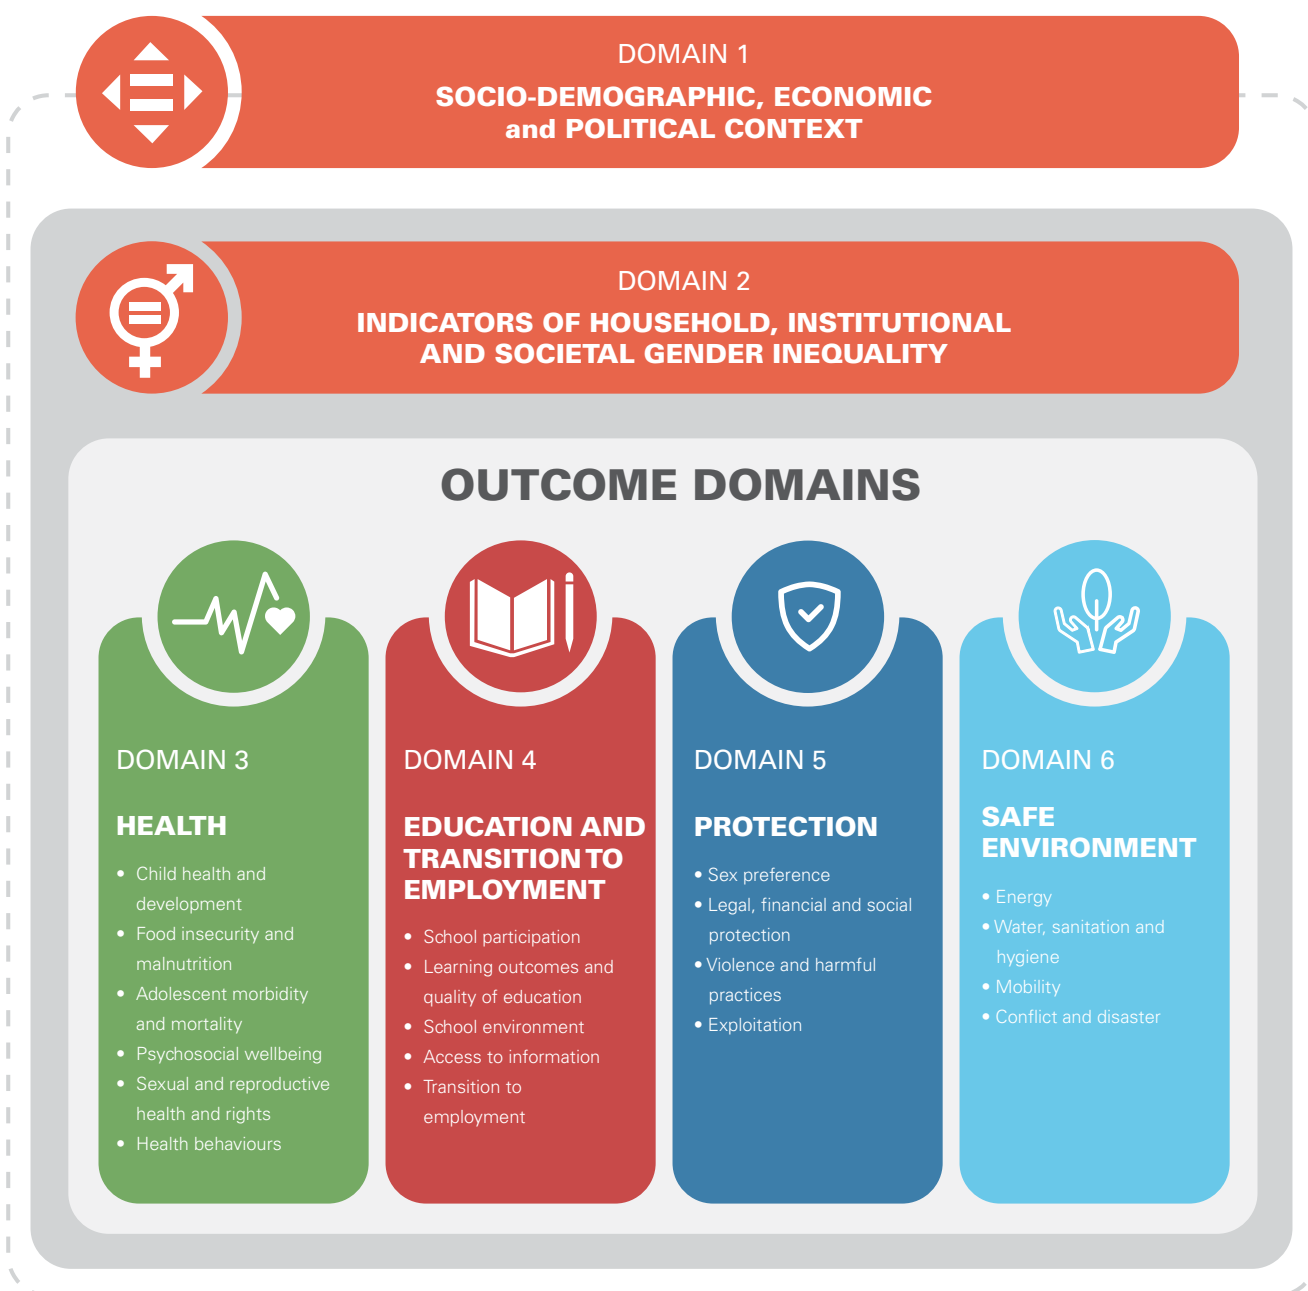 DOMAIN 1
SOCIO-DEMOGRAPHIC, ECONOMIC
and POLITICAL CONTEXT
DOMAIN 2
INDICATORS OF HOUSEHOLD, INSTITUTIONAL
AND SOCIETAL GENDER INEQUALITY
OUTCOME DOMAINS
DOMAIN 3
HEALTH
• Child health and
development
• Food insecurity and
malnutrition
• Adolescent morbidity
and mortality
• Psychosocial wellbeing
• Sexual and reproductive
health and rights
• Health behaviours
DOMAIN 4
EDUCATION AND
TRANSITION TO
EMPLOYMENT
• School participation
• Learning outcomes and
quality of education
• School environment
• Access to information
• Transition to
employment
DOMAIN 5
PROTECTION
• Sex preference
• Legal, financial and social
protection
• Violence and harmful
practices
• Exploitation
DOMAIN 6
SAFE
ENVIRONMENT
• Energy
• Water, sanitation and
hygiene
• Mobility
• Conflict and disaster